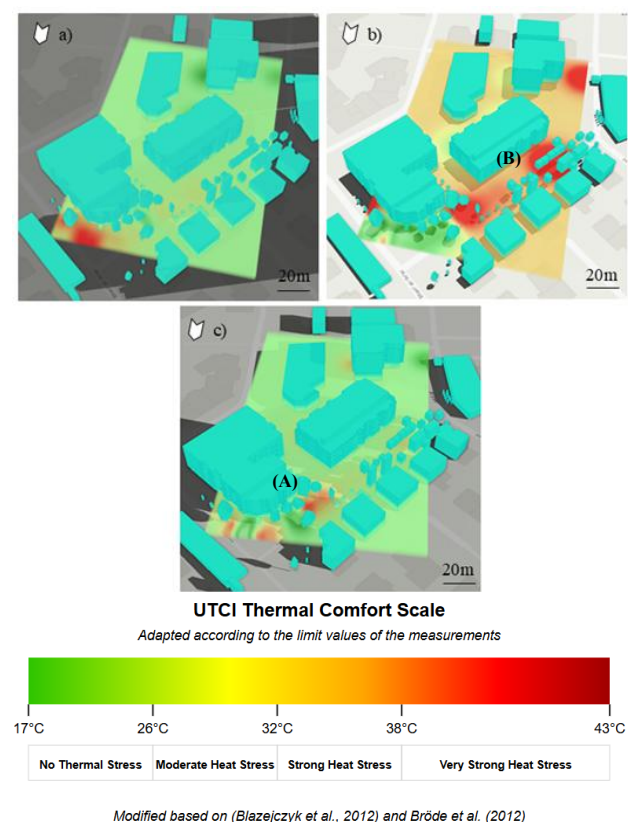 a)
20m
b)
(B)
20m
c)
(A)
20m
UTCI Thermal Comfort Scale
Adapted according to the limit values of the measurements
17°C 26°C 32°C 38°C 43°C
No Thermal Stress Moderate Heat Stress Strong Heat Stress Very Strong Heat Stress
Modified based on (Blazejczyk et al., 2012) and Bröde et al. (2012)